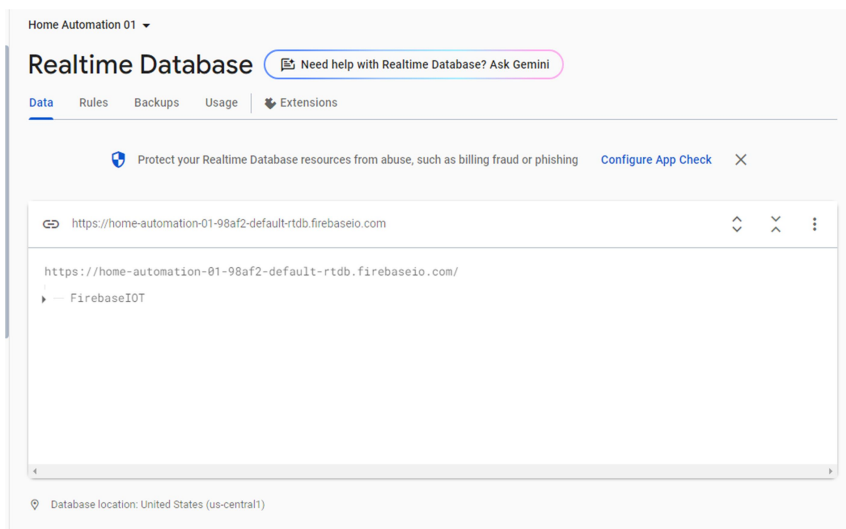 Home Automation 01
Realtime Database Need help with Realtime Database? Ask Gemini
Data Rules Backups Usage Extensions
Protect your Realtime Database resources from abuse, such as billing fraud or phishing Configure App Check
https://home-automation-01-98af2-default-rtdb.firebaseio.com
https://home-automation-01-98af2-default-rtdb.firebaseio.com/
FirebaseIOT
Database location: United States (us-central1)